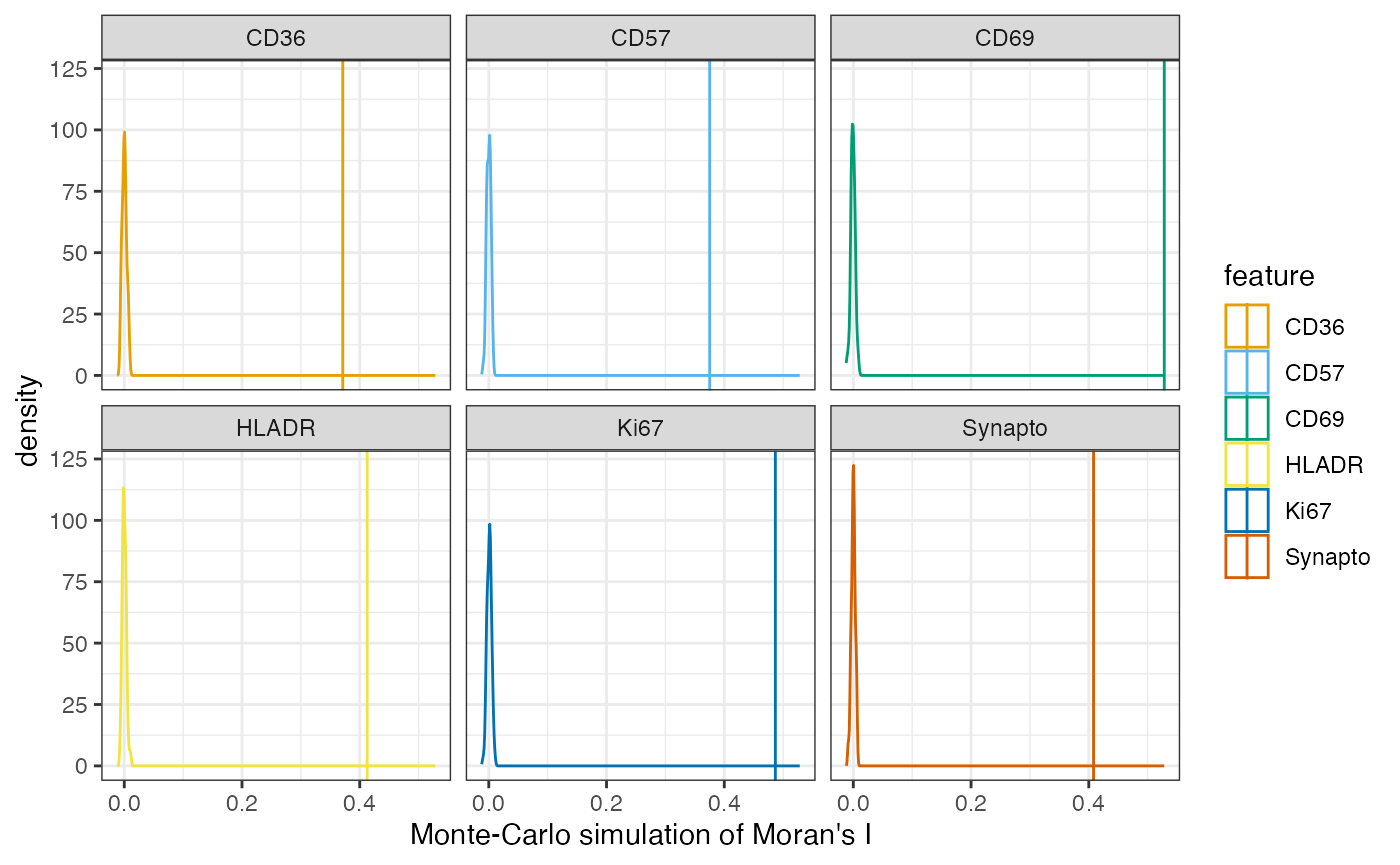 CD36 CD57 CD69
125
100
75
50
25
0
HLADR Ki67 Synapto
125
100
75
50
25
0
0.0 0.2 0.4 0.0 0.2 0.4 0.0 0.2 0.4
Monte-Carlo simulation of Moran's I
density
feature
CD36
CD57
CD69
HLADR
Ki67
Synapto